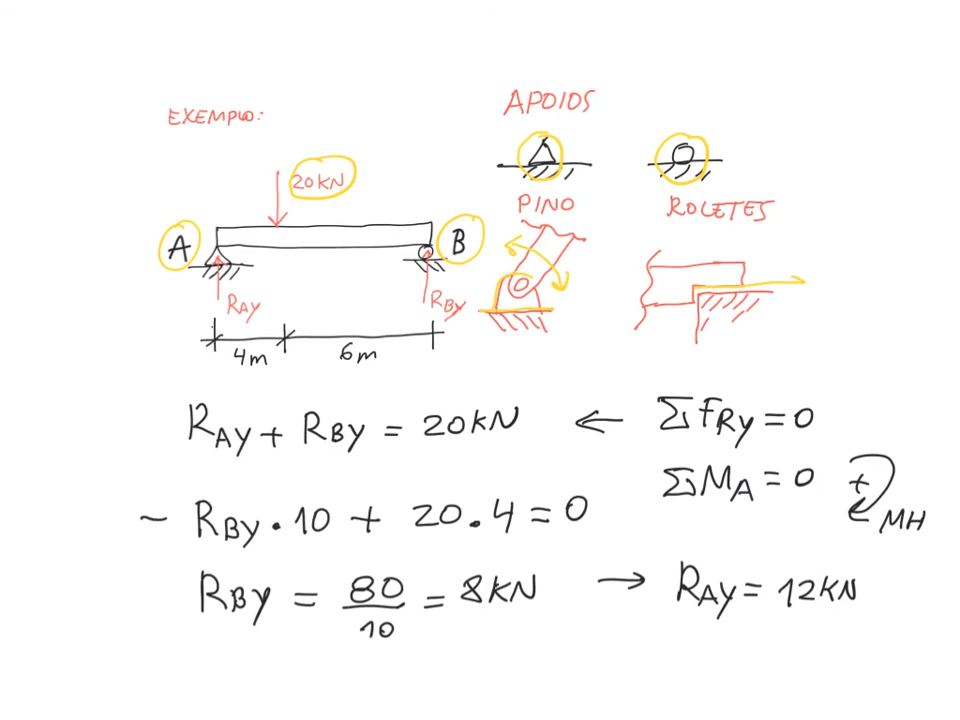 EXEMPLO:
APOIOS
20KN
A
B
PINO
ROLETES
RAY
RBY
4m
6m
RAY + RBY = 20KN ← ΣFRY = 0
ΣMA = 0 + MH
- RBY • 10 + 20.4 = 0
RBY = 80/10 = 8KN → RAY = 12KN